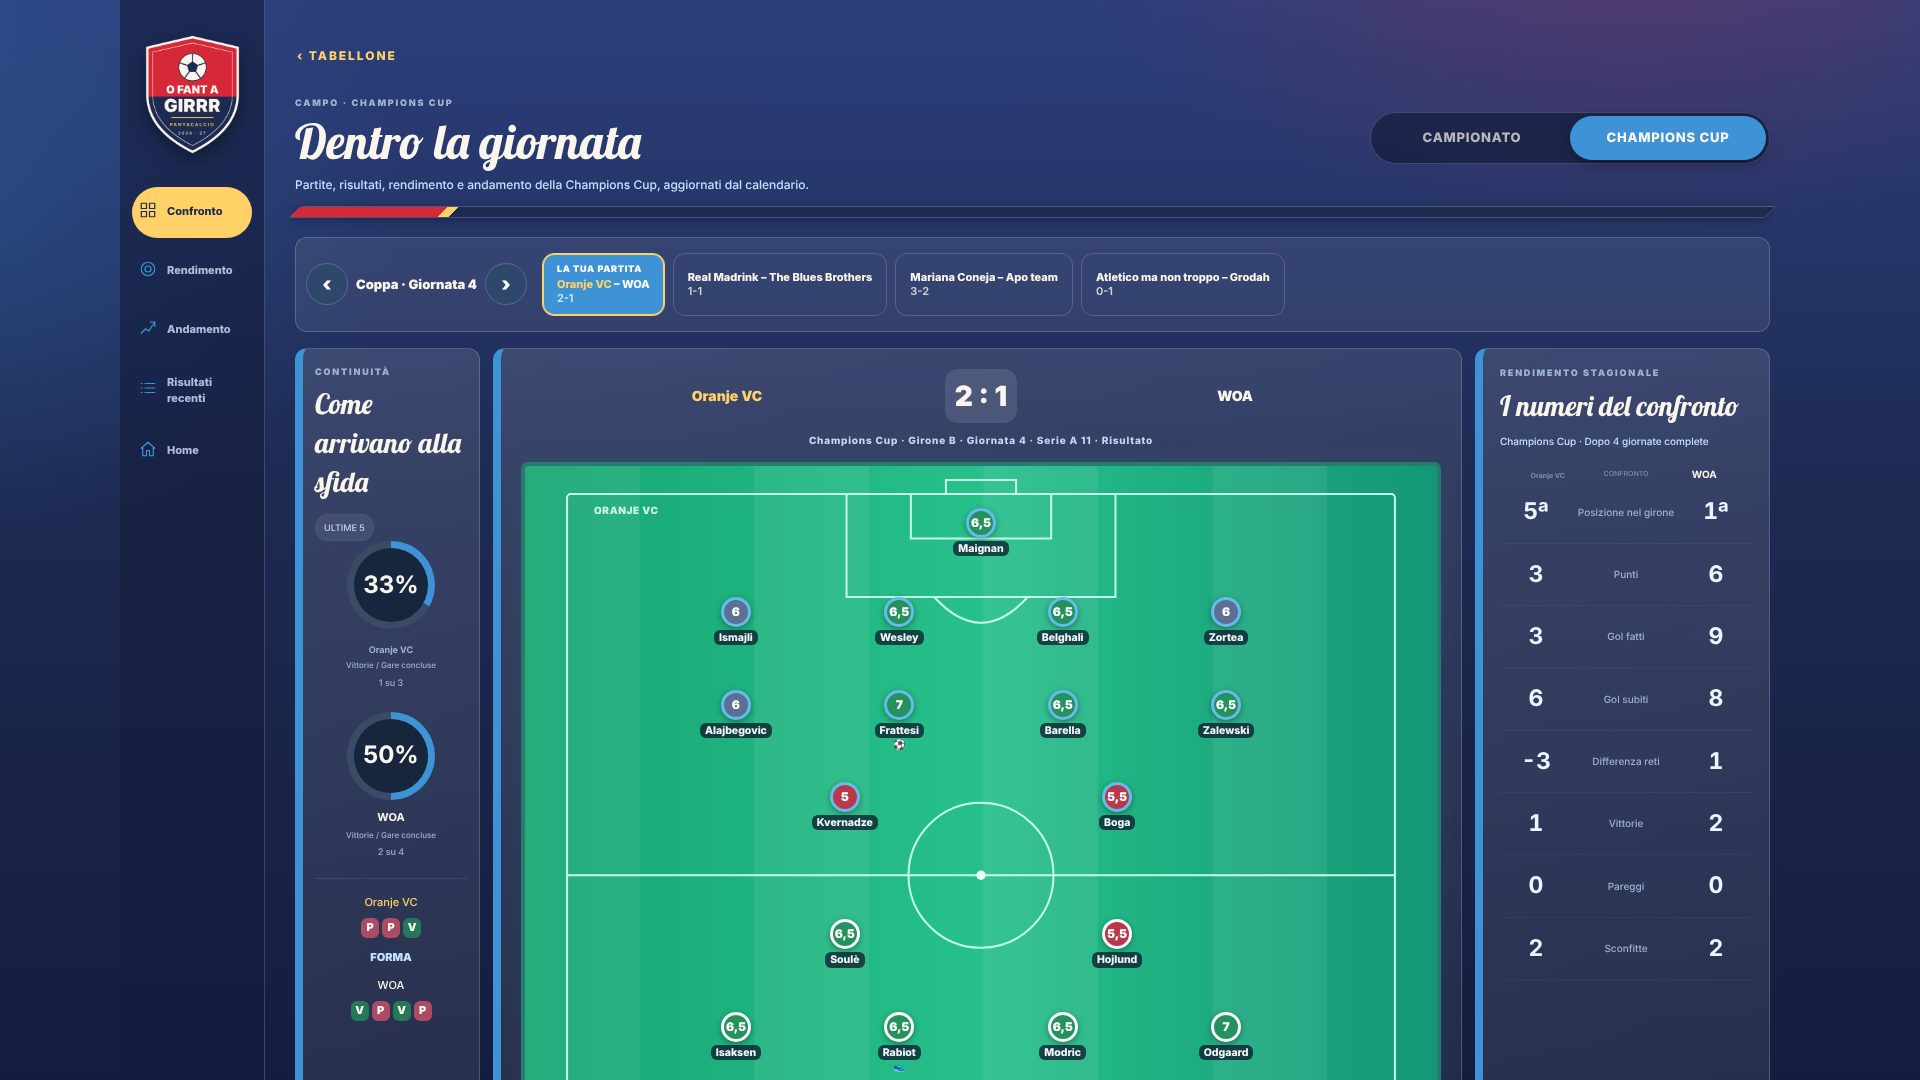 O FANT A
GIRRR
FANTACALCIO
2026 · 27
Confronto
Rendimento
Andamento
Risultati
recenti
Home
‹ TABELLONE
CAMPO · CHAMPIONS CUP
Dentro la giornata
Partite, risultati, rendimento e andamento della Champions Cup, aggiornati dal calendario.
CAMPIONATO
CHAMPIONS CUP
‹ Coppa · Giornata 4 ›
LA TUA PARTITA
Oranje VC – WOA
2-1
Real Madrink – The Blues Brothers
1-1
Mariana Coneja – Apo team
3-2
Atletico ma non troppo – Grodah
0-1
CONTINUITÀ
Come
arrivano alla
sfida
ULTIME 5
33%
Oranje VC
Vittorie / Gare concluse
1 su 3
50%
WOA
Vittorie / Gare concluse
2 su 4
Oranje VC
P P V
FORMA
WOA
V P V P
Oranje VC 2 : 1 WOA
Champions Cup · Girone B · Giornata 4 · Serie A 11 · Risultato
ORANJE VC
6,5
Maignan
6 6,5 6,5 6
Ismajli Wesley Belghali Zortea
6 7 6,5 6,5
Alajbegovic Frattesi Barella Zalewski
5 5,5
Kvernadze Boga
6,5 5,5
Soulè Hojlund
6,5 6,5 6,5 7
Isaksen Rabiot Modric Odgaard
RENDIMENTO STAGIONALE
I numeri del confronto
Champions Cup · Dopo 4 giornate complete
Oranje VC CONFRONTO WOA
5ª Posizione nel girone 1ª
3 Punti 6
3 Gol fatti 9
6 Gol subiti 8
-3 Differenza reti 1
1 Vittorie 2
0 Pareggi 0
2 Sconfitte 2